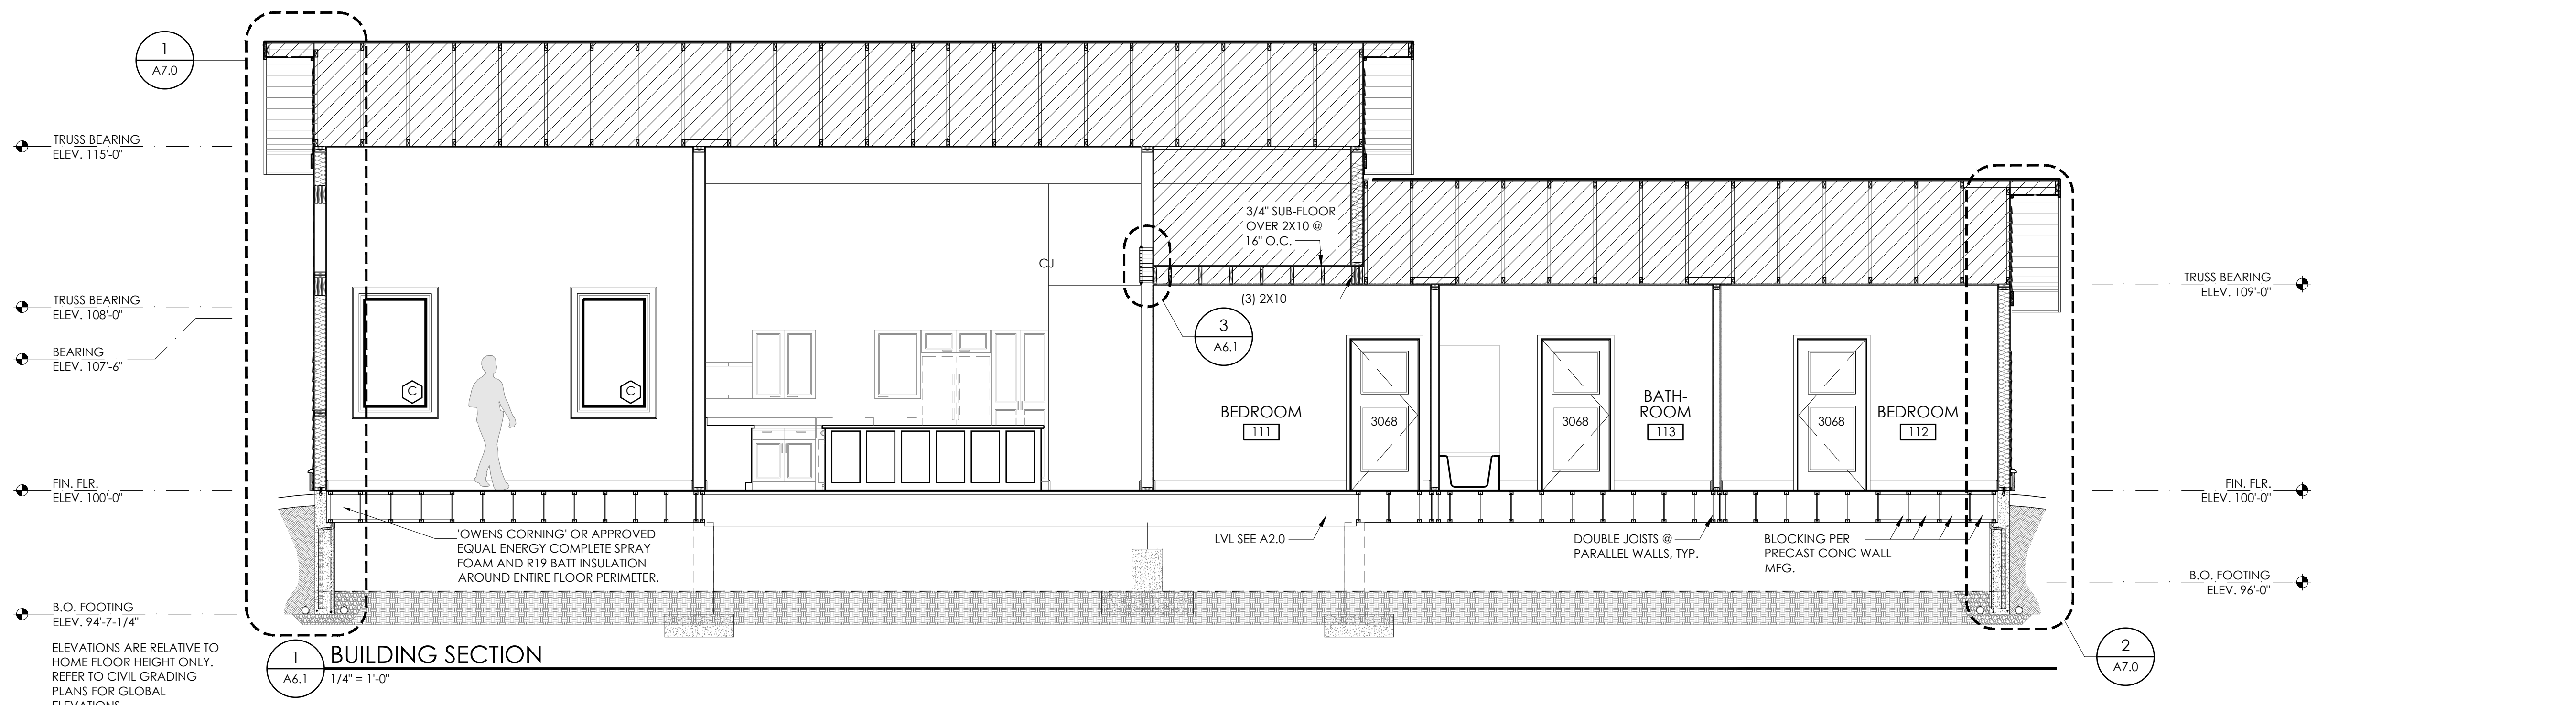 1
A7.0
TRUSS BEARING
ELEV. 115'-0"
TRUSS BEARING
ELEV. 108'-0"
BEARING
ELEV. 107'-6"
FIN. FLR.
ELEV. 100'-0"
B.O. FOOTING
ELEV. 94'-7-1/4"
ELEVATIONS ARE RELATIVE TO
HOME FLOOR HEIGHT ONLY.
REFER TO CIVIL GRADING
PLANS FOR GLOBAL
ELEVATIONS
C
C
CJ
3/4" SUB-FLOOR
OVER 2X10 @
16" O.C.
(3) 2X10
3
A6.1
BEDROOM
111
3068
3068
BATH-
ROOM
113
3068
BEDROOM
112
'OWENS CORNING' OR APPROVED
EQUAL ENERGY COMPLETE SPRAY
FOAM AND R19 BATT INSULATION
AROUND ENTIRE FLOOR PERIMETER.
LVL SEE A2.0
DOUBLE JOISTS @
PARALLEL WALLS, TYP.
BLOCKING PER
PRECAST CONC WALL
MFG.
TRUSS BEARING
ELEV. 109'-0"
FIN. FLR.
ELEV. 100'-0"
B.O. FOOTING
ELEV. 96'-0"
2
A7.0
1
A6.1
BUILDING SECTION
1/4" = 1'-0"